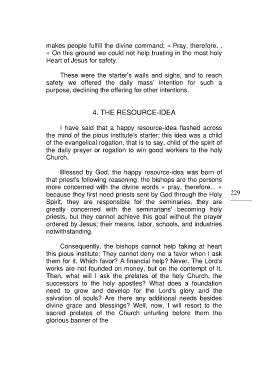 makes people fulfill the divine command: « Pray, therefore. .
» On this ground we could not help trusting in the most holy
Heart of Jesus for safety.
These were the starter's wails and sighs, and to reach
safety we offered the daily mass' intention for such a
purpose, declining the offering for other intentions.
4. THE RESOURCE-IDEA
I have said that a happy resource-idea flashed across
the mind of the pious institute's starter; this idea was a child
of the evangelical rogation, that is to say, child of the spirit of
the daily prayer or rogation to win good workers to the holy
Church.
Blessed by God, the happy resource-idea was born of
that priest's following reasoning: the bishops are the persons
more concerned with the divine words « pray, therefore... »
because they first need priests sent by God through the Holy
Spirit, they are responsible for the seminaries, they are
greatly concerned with the seminarians' becoming holy
priests, but they cannot achieve this goal without the prayer
ordered by Jesus; their means, labor, schools, and industries
notwithstanding.
229
Consequently, the bishops cannot help taking at heart
this pious institute: They cannot deny me a favor when I ask
them for it. Which favor? A financial help? Never. The Lord's
works are not founded on money, but on the contempt of it.
Then, what will I ask the prelates of the holy Church, the
successors to the holy apostles? What does a foundation
need to grow and develop for the Lord's glory and the
salvation of souls? Are there any additional needs besides
divine grace and blessings? Well, now, I will resort to the
sacred prelates of the Church unfurling before them the
glorious banner of the